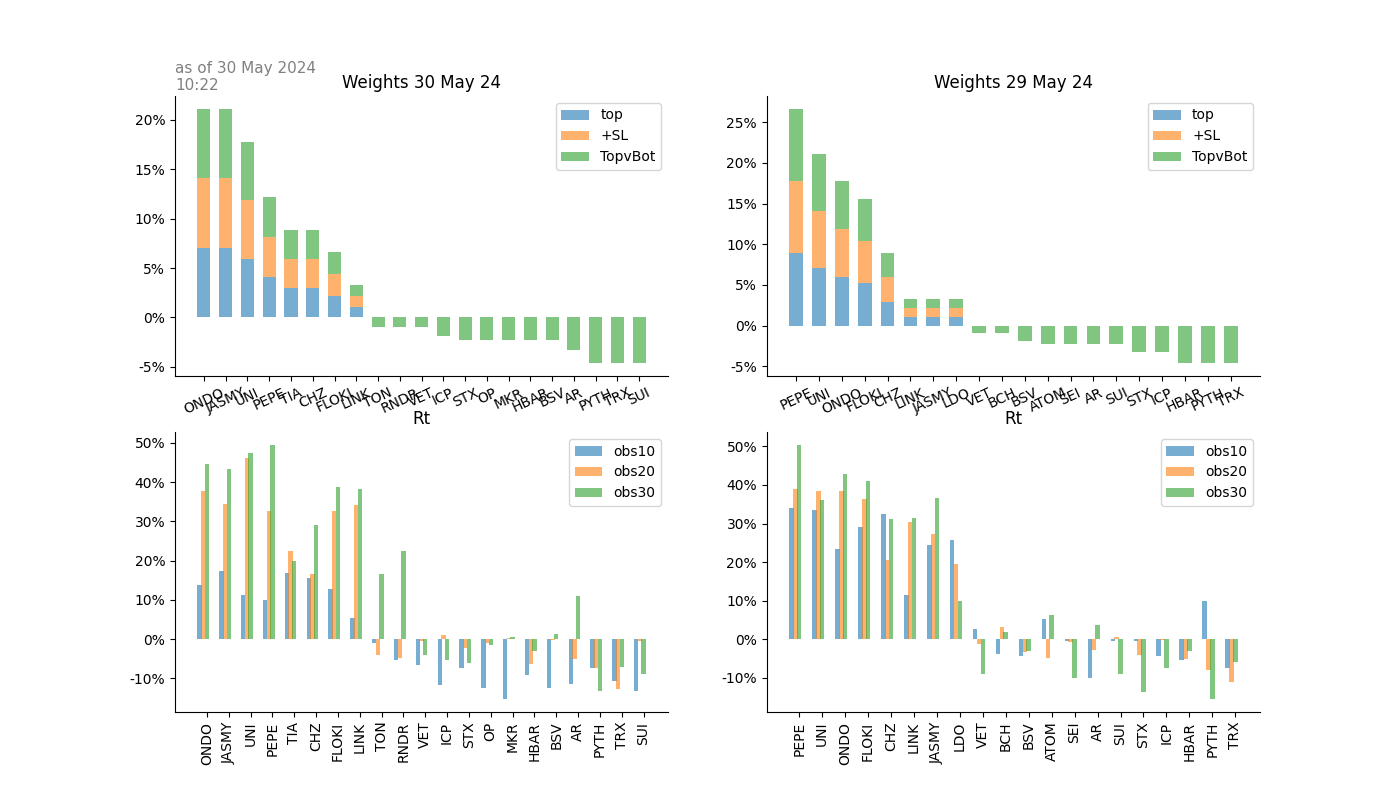 as of 30 May 2024
10:22
Weights 30 May 24
20%
15%
10%
5%
0%
-5%
top
+SL
TopvBot
ONDO JASMY UNI PEPE TIA CHZ FLOKI LINK TON RNDR VET ICP STX OP MKR HBAR BSV AR PYTH TRX SUI
Weights 29 May 24
25%
20%
15%
10%
5%
0%
-5%
top
+SL
TopvBot
PEPE UNI ONDO FLOKI CHZ LINK JASMY LDO VET BCH BSV ATOM SEI AR SUI STX ICP HBAR PYTH TRX
Rt
50%
40%
30%
20%
10%
0%
-10%
obs10
obs20
obs30
ONDO JASMY UNI PEPE TIA CHZ FLOKI LINK TON RNDR VET ICP STX OP MKR HBAR BSV AR PYTH TRX SUI
Rt
50%
40%
30%
20%
10%
0%
-10%
obs10
obs20
obs30
PEPE UNI ONDO FLOKI CHZ LINK JASMY LDO VET BCH BSV ATOM SEI AR SUI STX ICP HBAR PYTH TRX